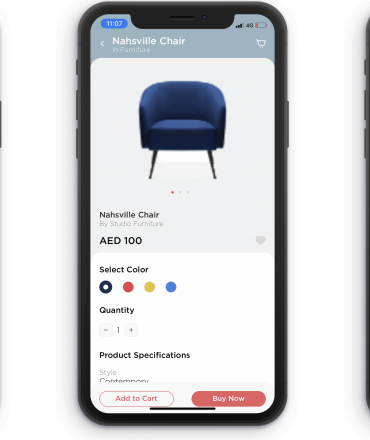 11:07
4G
Nahsville Chair
in Furniture
Nahsville Chair
By Studio Furniture
AED 100
Select Color
Quantity
− 1 +
Product Specifications
Style
Contempory
Add to Cart
Buy Now